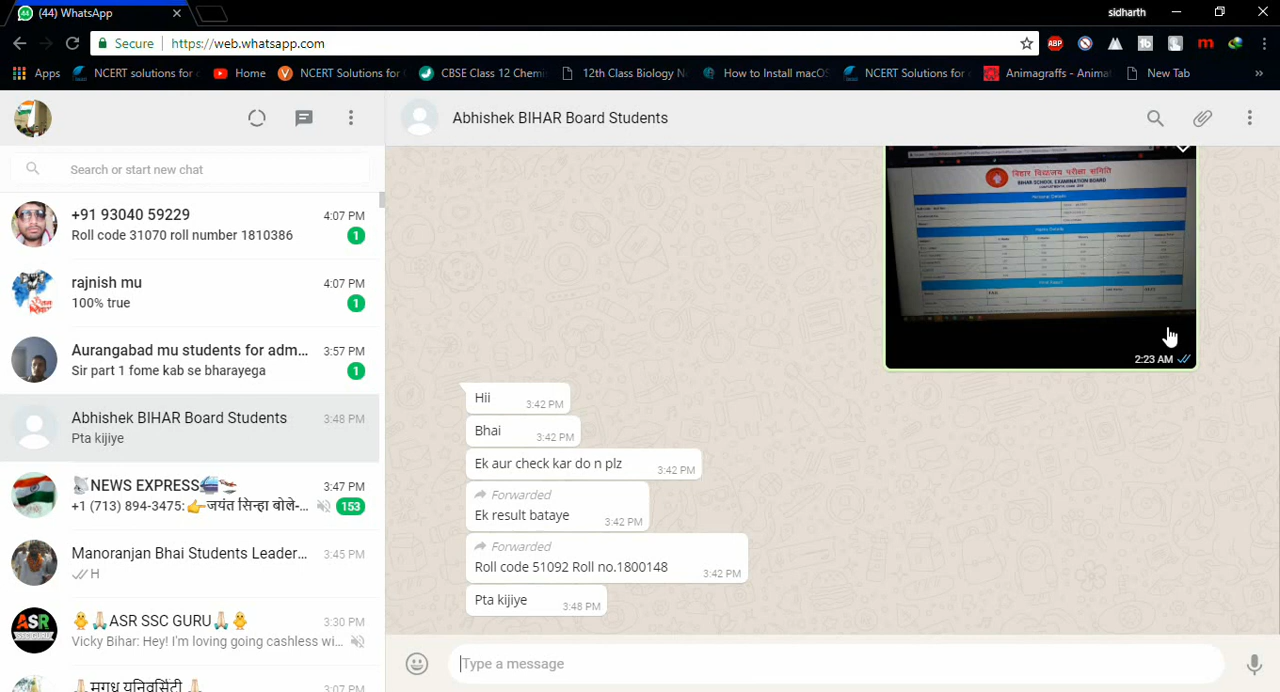 (44) WhatsApp
sidharth
Secure
https://web.whatsapp.com
ABP
Apps
NCERT solutions for c
Home
NCERT Solutions for
CBSE Class 12 Chemi
12th Class Biology N
How to Install macOS
NCERT Solutions for
Animagraffs - Anima
New Tab
Abhishek BIHAR Board Students
Search or start new chat
+91 93040 59229
4:07 PM
Roll code 31070 roll number 1810386
1
rajnish mu
4:07 PM
100% true
1
Aurangabad mu students for adm...
3:57 PM
Sir part 1 fome kab se bharayega
1
Abhishek BIHAR Board Students
3:48 PM
Pta kijiye
NEWS EXPRESS
3:47 PM
+1 (713) 894-3475: 👉जयंत सिन्हा बोले-...
153
Manoranjan Bhai Students Leader...
3:45 PM
H
ASR SSC GURU
3:30 PM
Vicky Bihar: Hey! I'm loving going cashless wi...
ASR
मगध यूनिवर्सिटी
3:07 PM
बिहार विद्यालय परीक्षा समिति
BIHAR SCHOOL EXAMINATION BOARD
2:23 AM
Hii
3:42 PM
Bhai
3:42 PM
Ek aur check kar do n plz
3:42 PM
Forwarded
Ek result bataye
3:42 PM
Forwarded
Roll code 51092 Roll no.1800148
3:42 PM
Pta kijiye
3:48 PM
Type a message